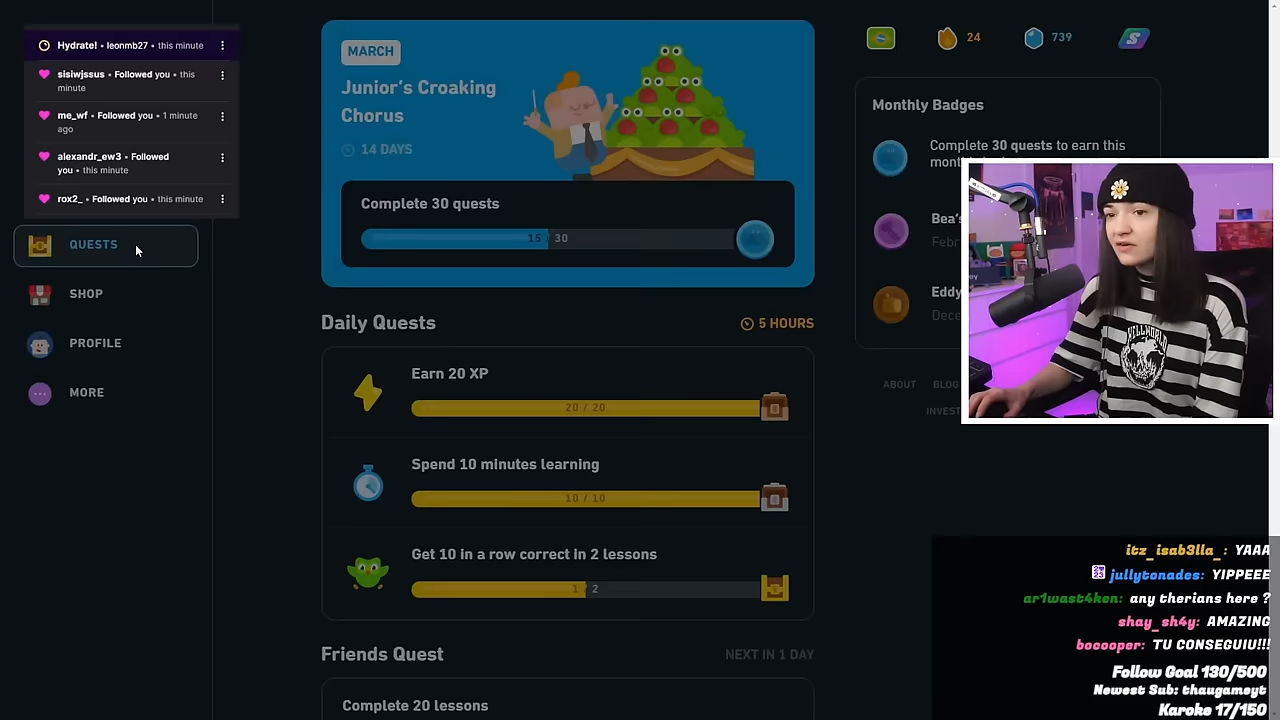 Hydrate! • leonmb27 • this minute
sisiwjssus • Followed you • this
minute
me_wf • Followed you • 1 minute
ago
alexandr_ew3 • Followed
you • this minute
rox2_ • Followed you • this minute
QUESTS
SHOP
PROFILE
MORE
MARCH
Junior's Croaking
Chorus
14 DAYS
Complete 30 quests
15 / 30
Daily Quests
5 HOURS
Earn 20 XP
20 / 20
Spend 10 minutes learning
10 / 10
Get 10 in a row correct in 2 lessons
1 / 2
Friends Quest
NEXT IN 1 DAY
Complete 20 lessons
24
739
S
Monthly Badges
Complete 30 quests to earn this
Bea's
Eddy
ABOUT
BLOG
itz_isab3lla_: YAAA
jullytonades: YIPPEEE
ar1wast4ken: any therians here ?
shay_sh4y: AMAZING
booooper: TU CONSEGUIU!!!
Follow Goal 130/500
Newest Sub: thaugameyt
Karoke 17/150